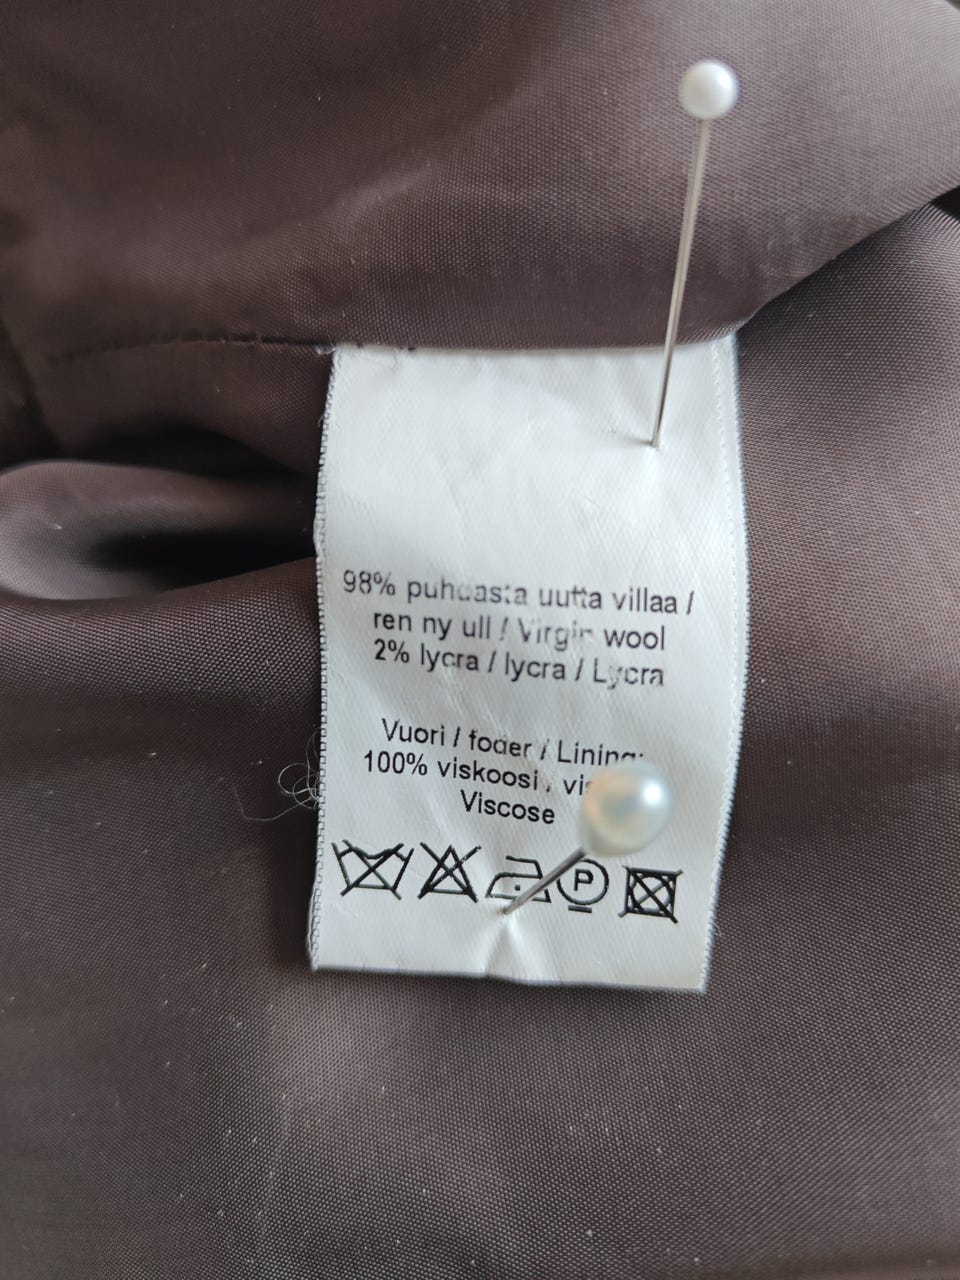 98% puhdasta uutta villaa /
ren ny ull / Virgin wool
2% lycra / lycra / Lycra
Vuori / foder / Lining:
100% viskoosi /
Viscose
P